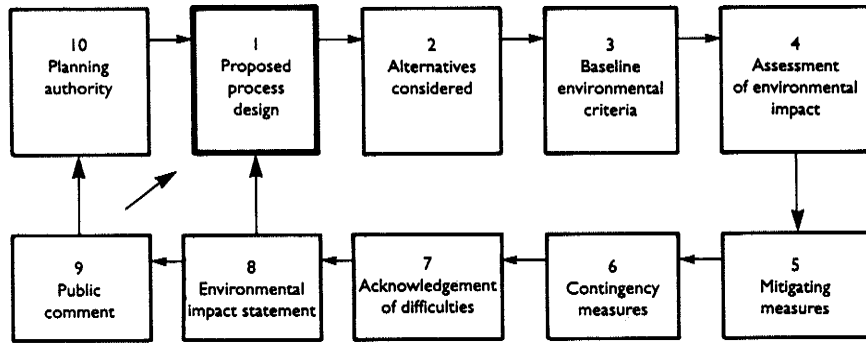 10
Planning
authority
1
Proposed
process
design
2
Alternatives
considered
3
Baseline
environmental
criteria
4
Assessment
of environmental
impact
9
Public
comment
8
Environmental
impact statement
7
Acknowledgement
of difficulties
6
Contingency
measures
5
Mitigating
measures